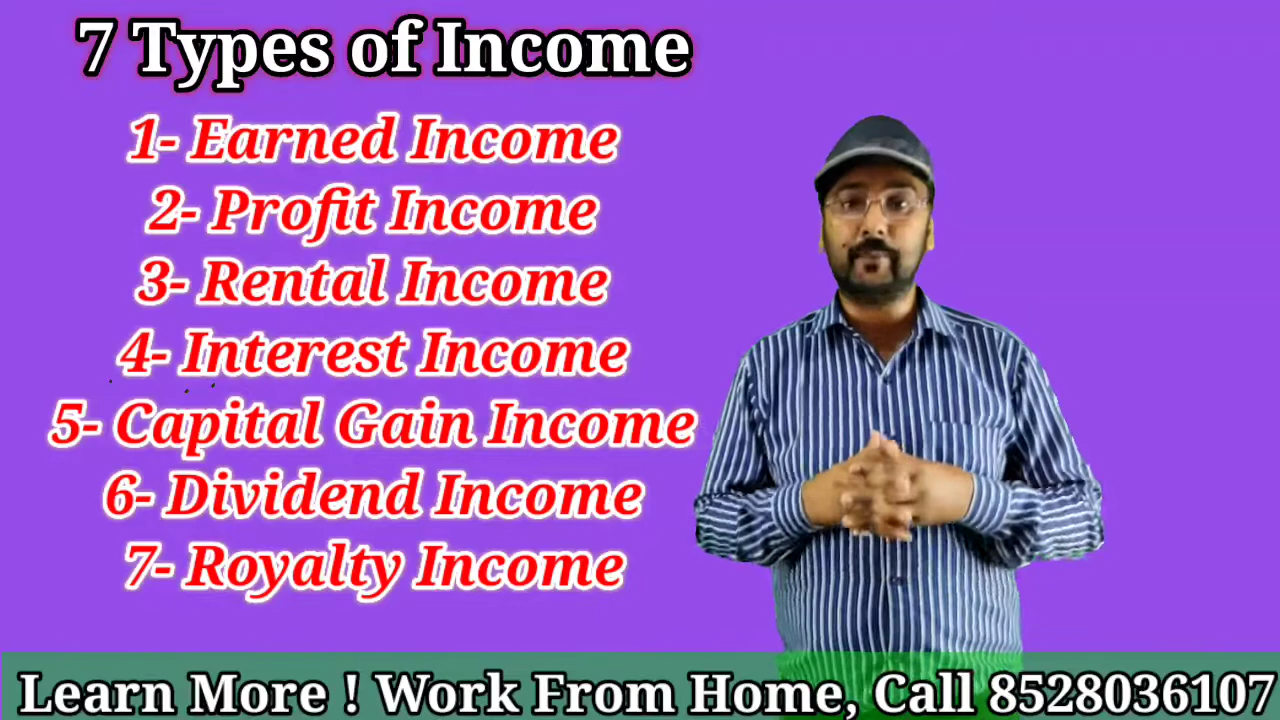 7 Types of Income
1- Earned Income
2- Profit Income
3- Rental Income
4- Interest Income
5- Capital Gain Income
6- Dividend Income
7- Royalty Income
Learn More ! Work From Home, Call 8528036107